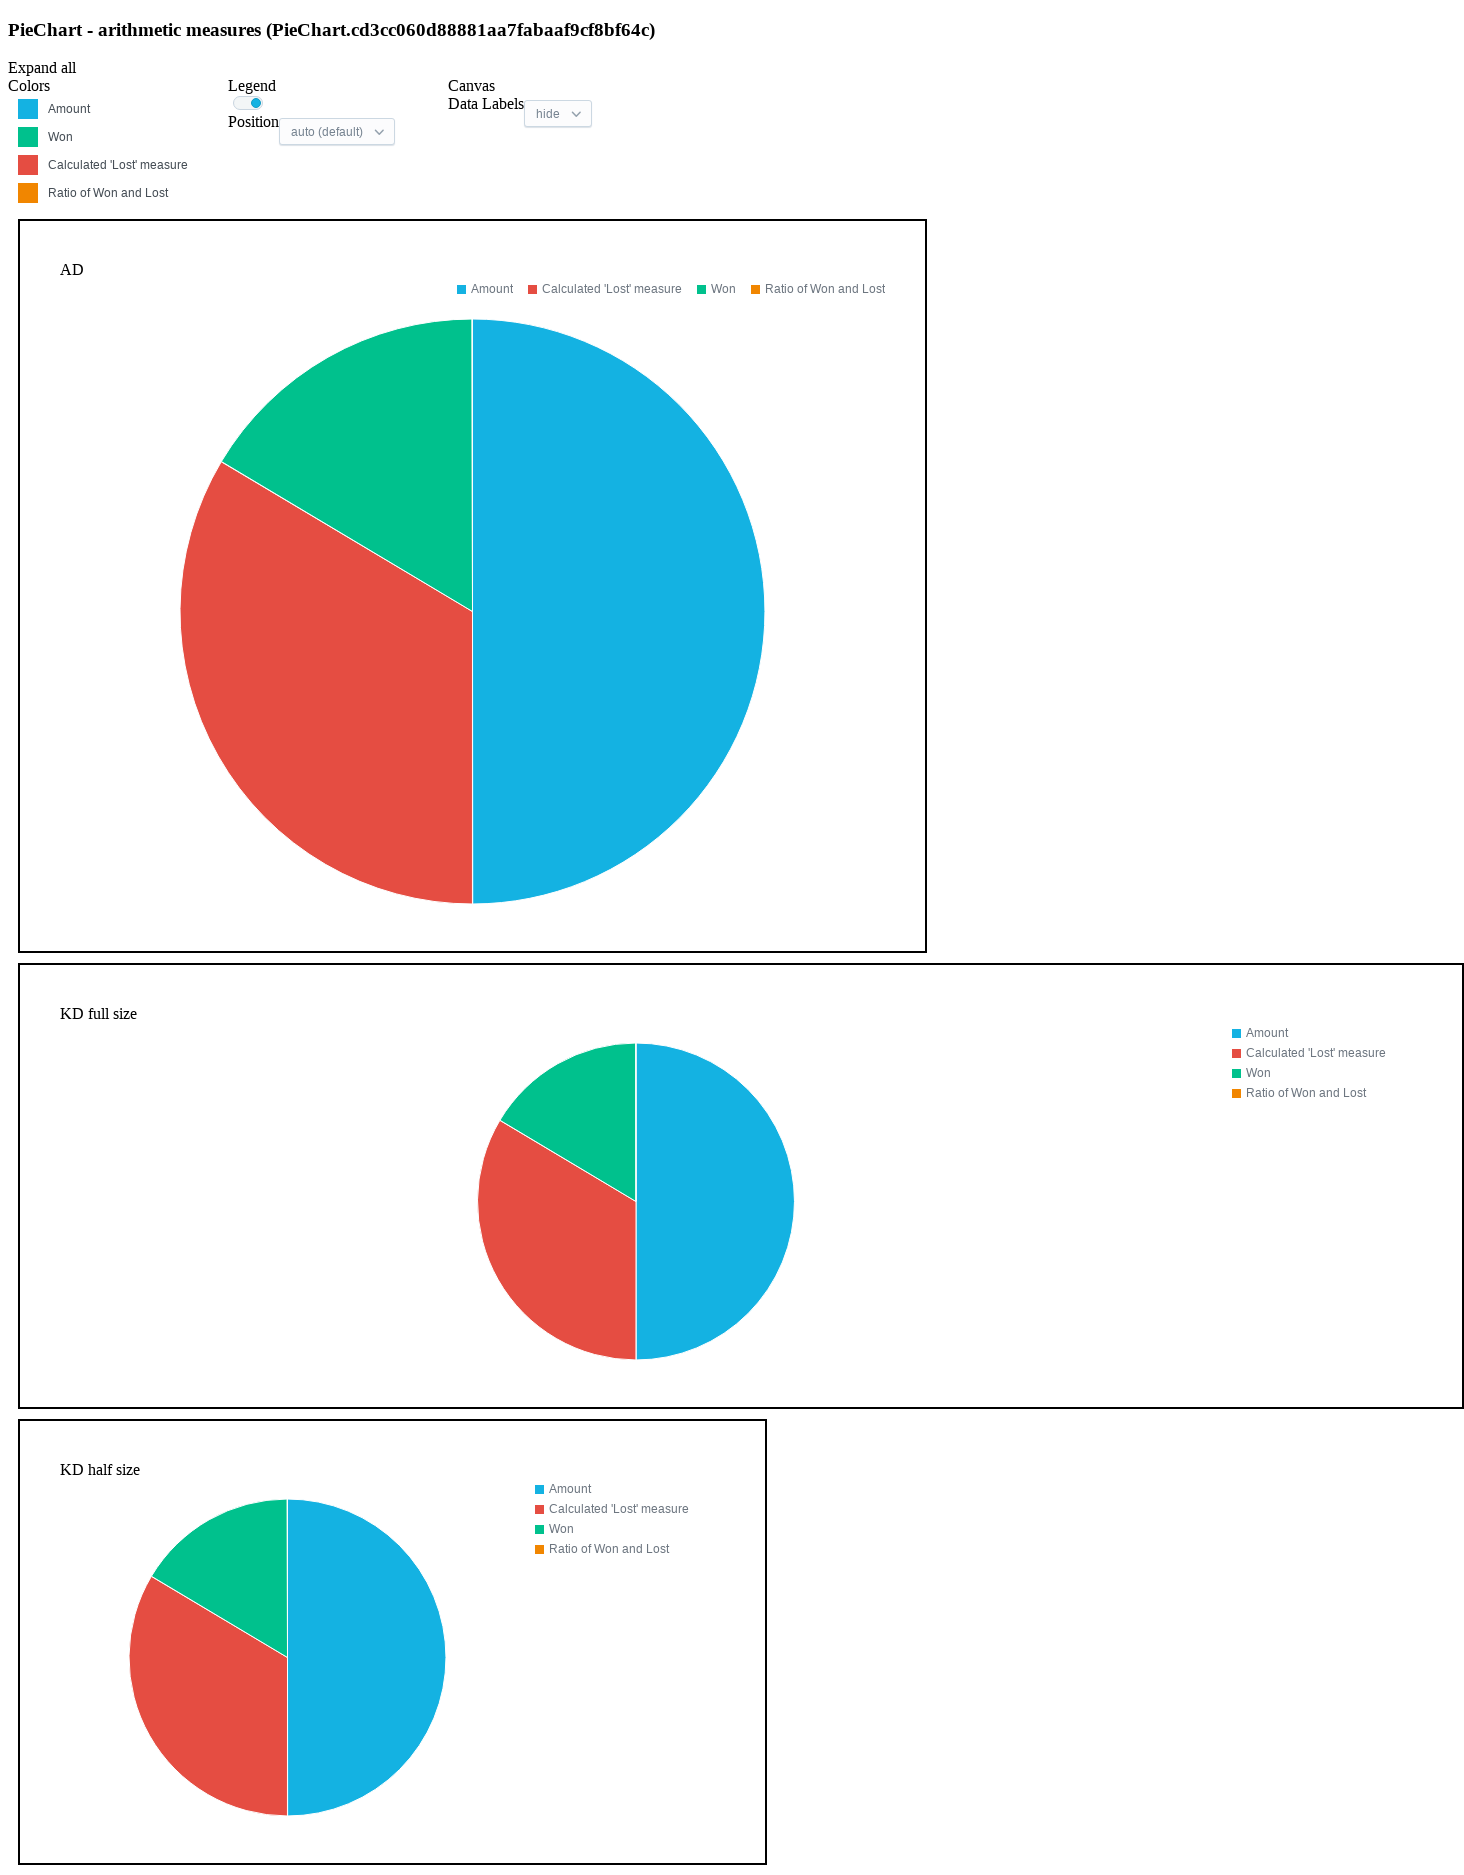 PieChart - arithmetic measures (PieChart.cd3cc060d88881aa7fabaaf9cf8bf64c)
Expand all
Colors
Amount
Won
Calculated 'Lost' measure
Ratio of Won and Lost
Legend
Position auto (default)
Canvas
Data Labels hide
AD
Amount Calculated 'Lost' measure Won Ratio of Won and Lost
KD full size
Amount
Calculated 'Lost' measure
Won
Ratio of Won and Lost
KD half size
Amount
Calculated 'Lost' measure
Won
Ratio of Won and Lost